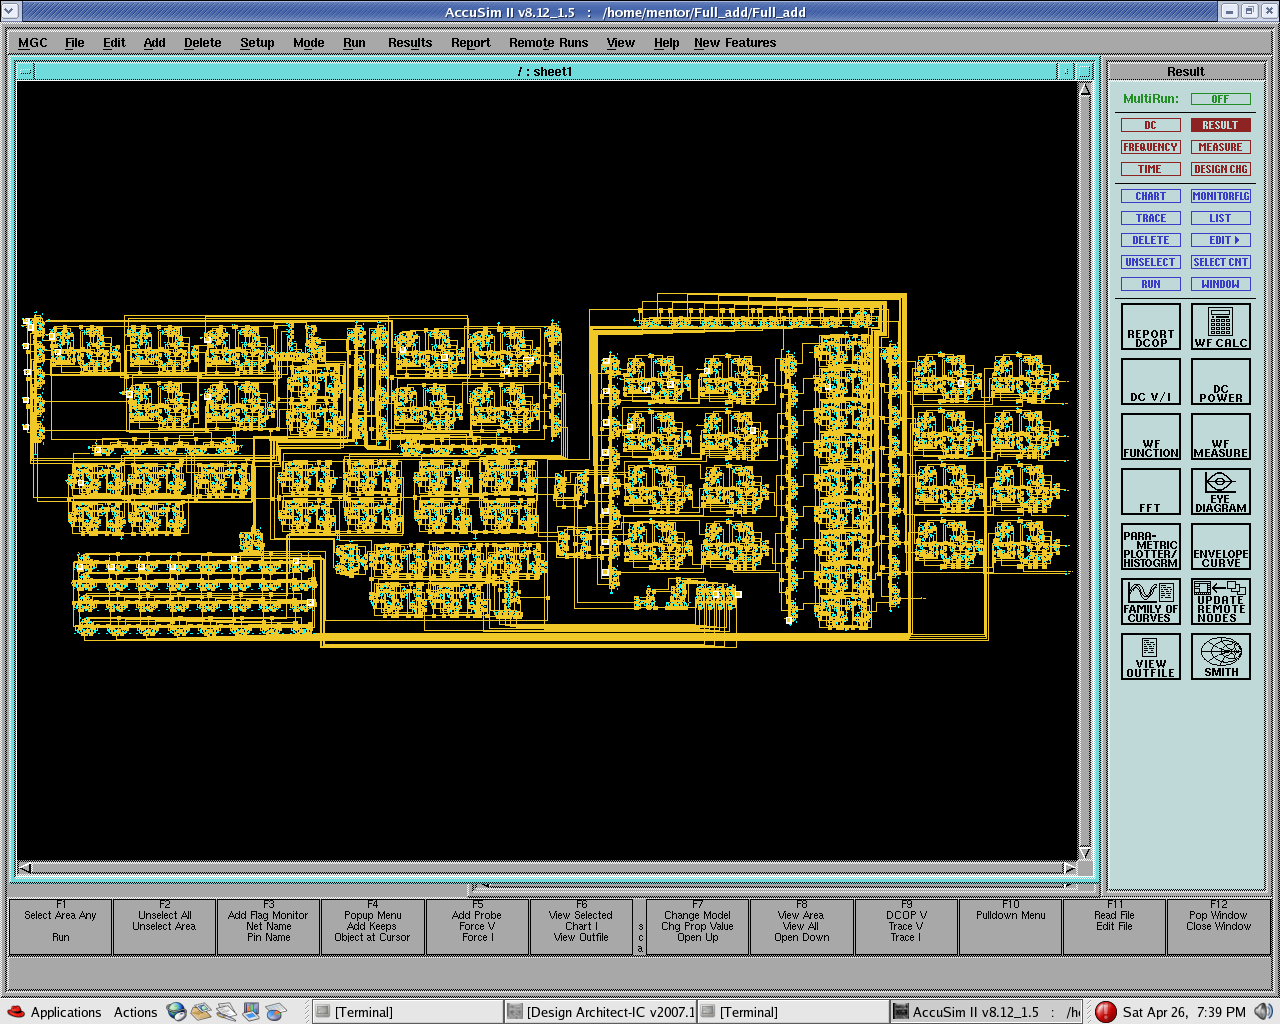 AccuSim II v8.12_1.5   :   /home/mentor/Full_add/Full_add
MGC File Edit Add Delete Setup Mode Run Results Report Remote Runs View Help New Features
/ : sheet1
Result
MultiRun: OFF
DC RESULT
FREQUENCY MEASURE
TIME DESIGN CHG
CHART MONITORFLG
TRACE LIST
DELETE EDIT
UNSELECT SELECT CNT
RUN WINDOW
REPORT DCOP
WF CALC
DC V/I
DC POWER
WF FUNCTION
WF MEASURE
FFT
EYE DIAGRAM
PARA-
METRIC
PLOTTER/
HISTOGRM
ENVELOPE CURVE
FAMILY OF CURVES
UPDATE REMOTE NODES
VIEW OUTFILE
SMITH
F1
Select Area Any
Run
F2
Unselect All
Unselect Area
F3
Add Flag Monitor
Net Name
Pin Name
F4
Popup Menu
Add Keeps
Object at Cursor
F5
Add Probe
Force V
Force I
F6
View Selected
Chart I
View Outfile
s
c
a
F7
Change Model
Chg Prop Value
Open Up
F8
View Area
View All
Open Down
F9
DCOP V
Trace V
Trace I
F10
Pulldown Menu
F11
Read File
Edit File
F12
Pop Window
Close Window
Applications Actions [Terminal] [Design Architect-IC v2007.1 [Terminal] AccuSim II v8.12_1.5   :   /h Sat Apr 26,  7:39 PM